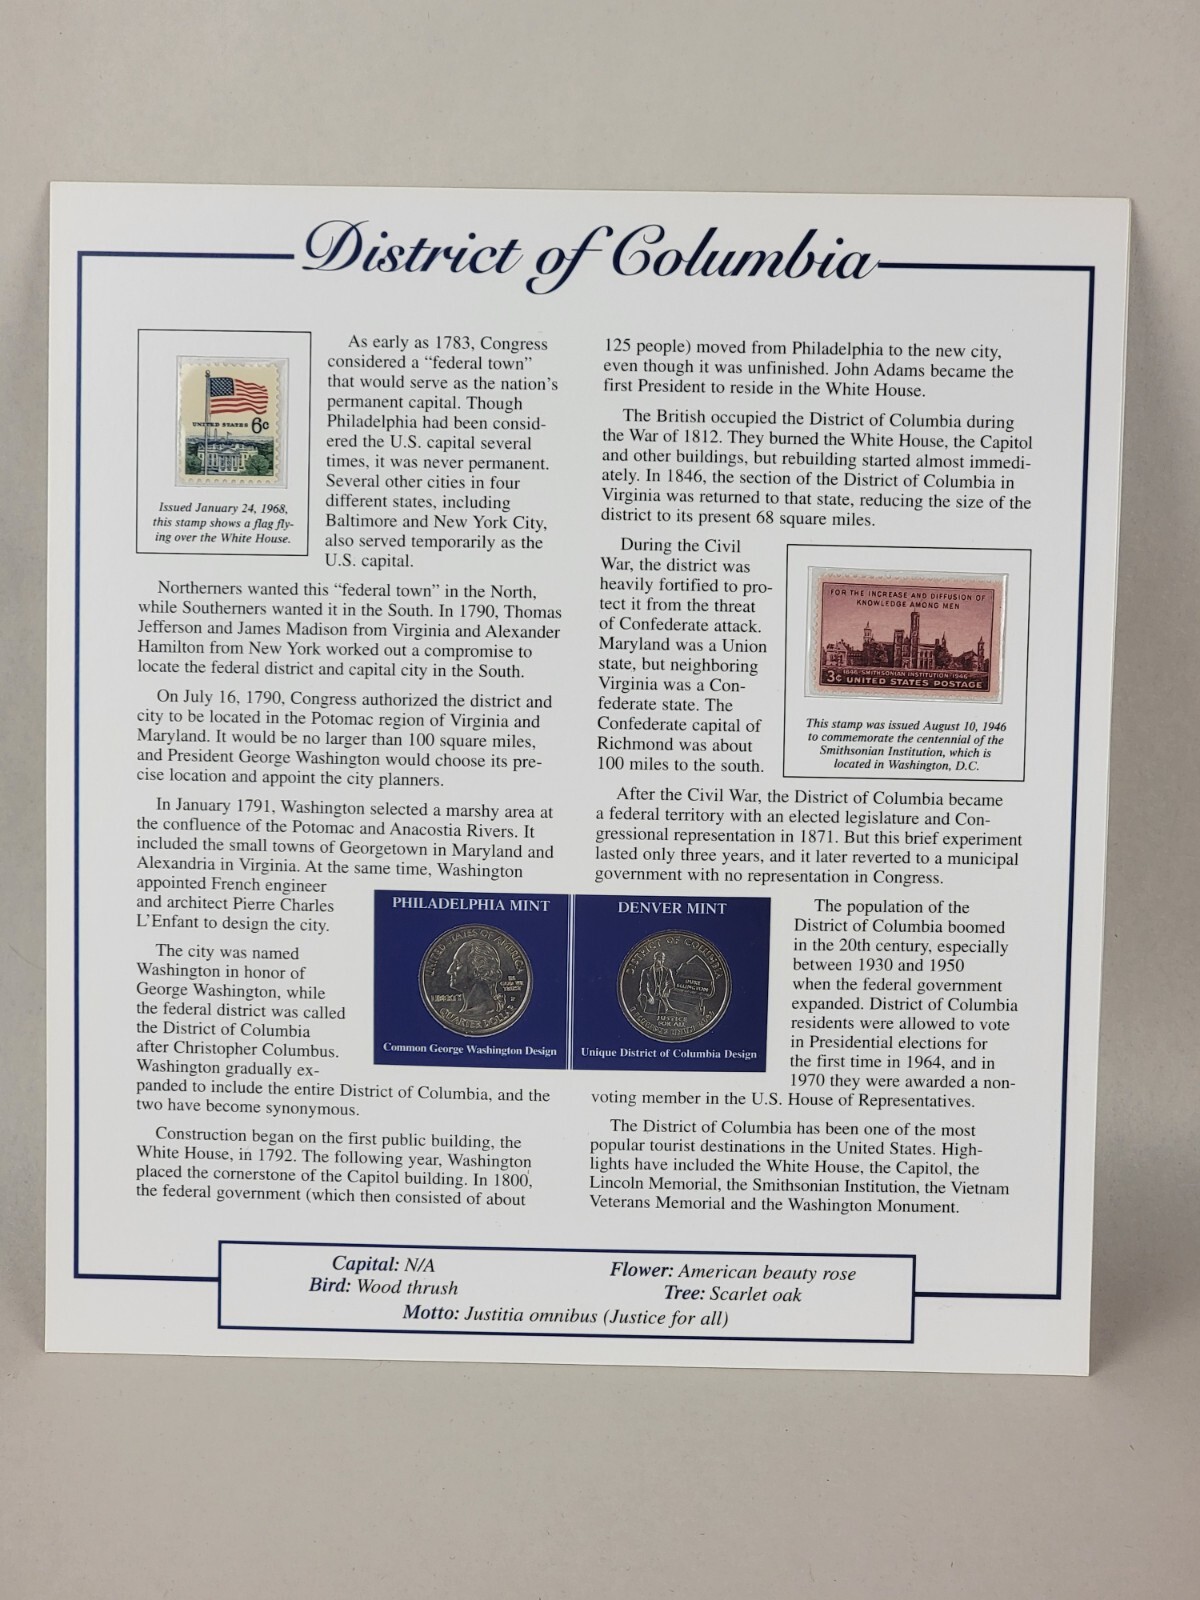 District of Columbia
UNITED STATES 6c
Issued January 24, 1968,
this stamp shows a flag fly-
ing over the White House.
As early as 1783, Congress
considered a “federal town”
that would serve as the nation’s
permanent capital. Though
Philadelphia had been consid-
ered the U.S. capital several
times, it was never permanent.
Several other cities in four
different states, including
Baltimore and New York City,
also served temporarily as the
U.S. capital.
Northerners wanted this “federal town” in the North,
while Southerners wanted it in the South. In 1790, Thomas
Jefferson and James Madison from Virginia and Alexander
Hamilton from New York worked out a compromise to
locate the federal district and capital city in the South.
On July 16, 1790, Congress authorized the district and
city to be located in the Potomac region of Virginia and
Maryland. It would be no larger than 100 square miles,
and President George Washington would choose its pre-
cise location and appoint the city planners.
In January 1791, Washington selected a marshy area at
the confluence of the Potomac and Anacostia Rivers. It
included the small towns of Georgetown in Maryland and
Alexandria in Virginia. At the same time, Washington
appointed French engineer
and architect Pierre Charles
L’Enfant to design the city.
The city was named
Washington in honor of
George Washington, while
the federal district was called
the District of Columbia
after Christopher Columbus.
Washington gradually ex-
panded to include the entire District of Columbia, and the
two have become synonymous.
Construction began on the first public building, the
White House, in 1792. The following year, Washington
placed the cornerstone of the Capitol building. In 1800,
the federal government (which then consisted of about
125 people) moved from Philadelphia to the new city,
even though it was unfinished. John Adams became the
first President to reside in the White House.
The British occupied the District of Columbia during
the War of 1812. They burned the White House, the Capitol
and other buildings, but rebuilding started almost immedi-
ately. In 1846, the section of the District of Columbia in
Virginia was returned to that state, reducing the size of the
district to its present 68 square miles.
During the Civil
War, the district was
heavily fortified to pro-
tect it from the threat
of Confederate attack.
Maryland was a Union
state, but neighboring
Virginia was a Con-
federate state. The
Confederate capital of
Richmond was about
100 miles to the south.
FOR THE INCREASE AND DIFFUSION OF
KNOWLEDGE AMONG MEN
1846·SMITHSONIAN INSTITUTION·1946
3c UNITED STATES POSTAGE
This stamp was issued August 10, 1946
to commemorate the centennial of the
Smithsonian Institution, which is
located in Washington, D.C.
After the Civil War, the District of Columbia became
a federal territory with an elected legislature and Con-
gressional representation in 1871. But this brief experiment
lasted only three years, and it later reverted to a municipal
government with no representation in Congress.
The population of the
District of Columbia boomed
in the 20th century, especially
between 1930 and 1950
when the federal government
expanded. District of Columbia
residents were allowed to vote
in Presidential elections for
the first time in 1964, and in
1970 they were awarded a non-
voting member in the U.S. House of Representatives.
The District of Columbia has been one of the most
popular tourist destinations in the United States. High-
lights have included the White House, the Capitol, the
Lincoln Memorial, the Smithsonian Institution, the Vietnam
Veterans Memorial and the Washington Monument.
PHILADELPHIA MINT
UNITED STATES OF AMERICA
LIBERTY
IN
GOD WE
TRUST
P
QUARTER DOLLAR
Common George Washington Design
DENVER MINT
DISTRICT OF COLUMBIA
DUKE
ELLINGTON
JUSTICE
FOR ALL
E PLURIBUS UNUM
Unique District of Columbia Design
Capital: N/A
Bird: Wood thrush
Flower: American beauty rose
Tree: Scarlet oak
Motto: Justitia omnibus (Justice for all)